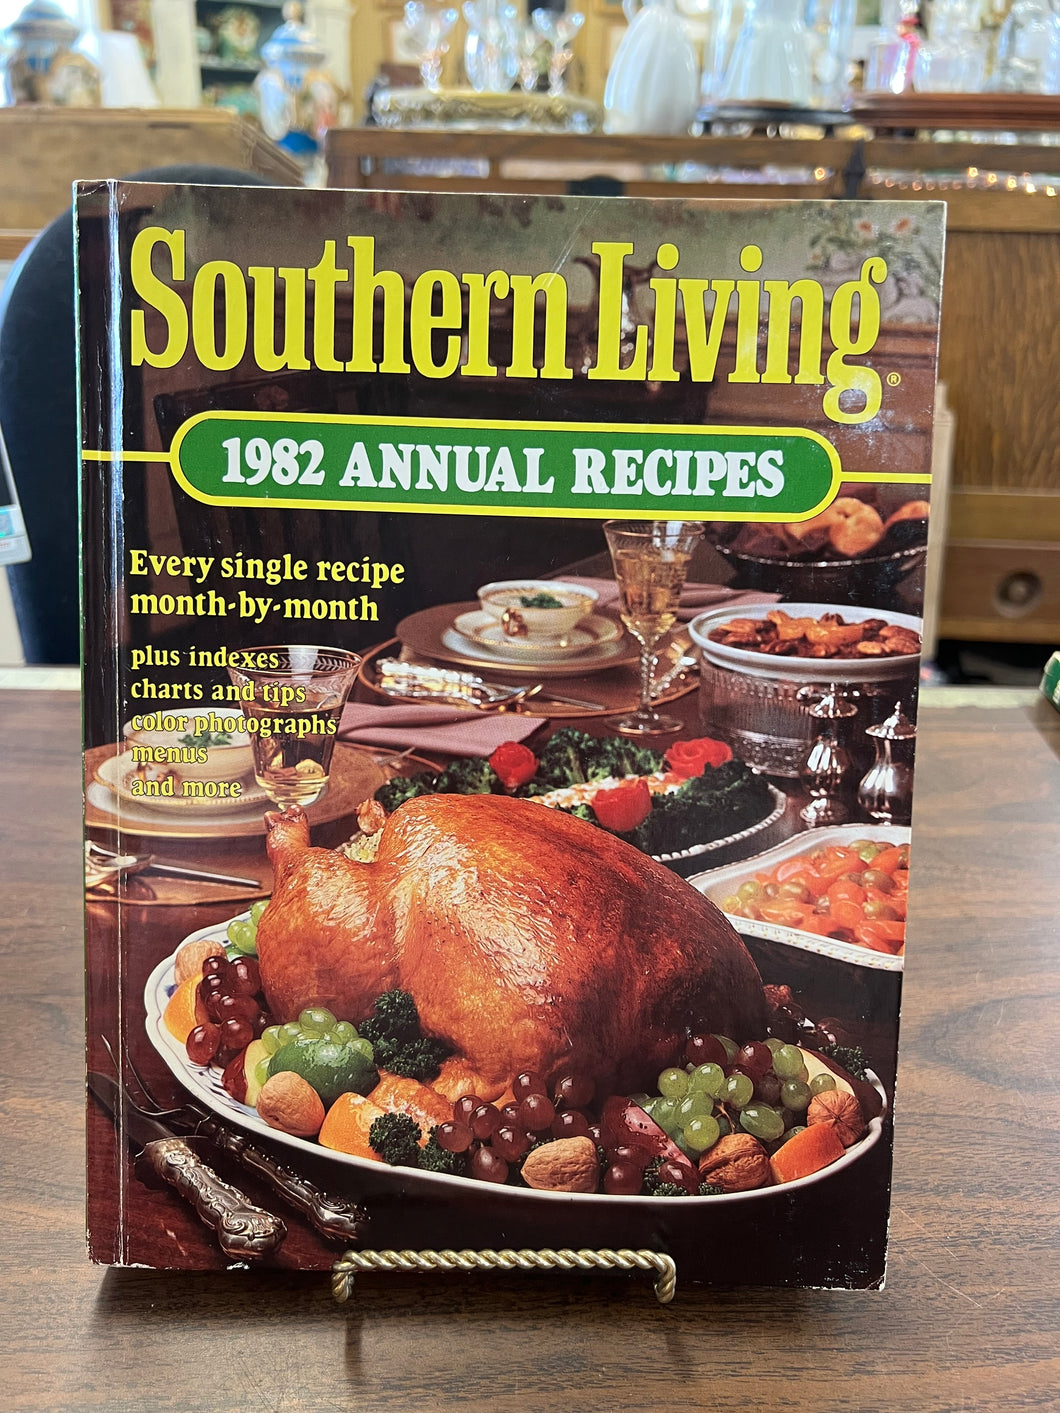 Southern Living®
1982 ANNUAL RECIPES
Every single recipe
month-by-month
plus indexes
charts and tips
color photographs
menus
and more